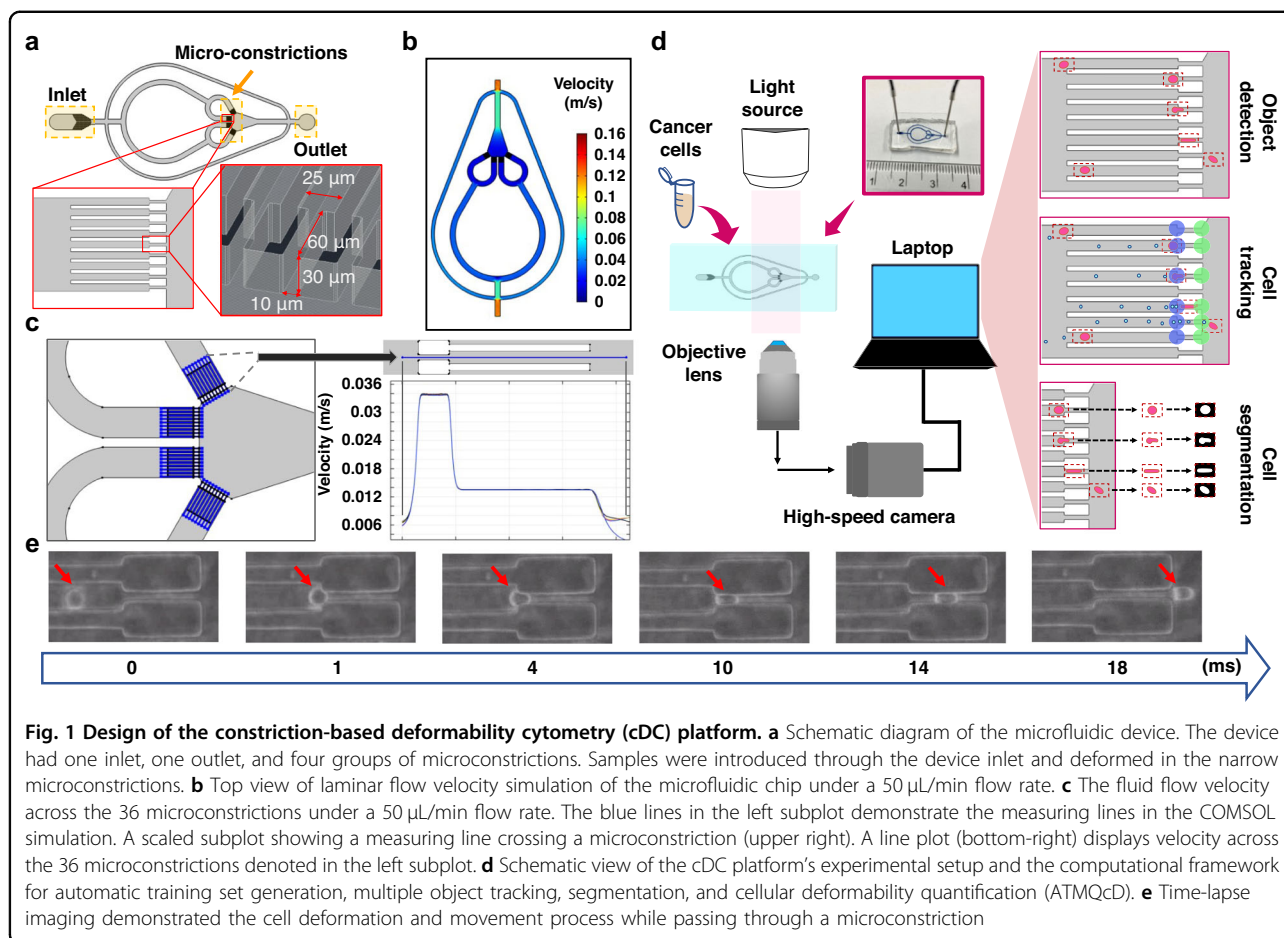 a
Micro-constrictions
Inlet
Outlet
25 µm
60 µm
30 µm
10 µm
b
Velocity
(m/s)
0.16
0.14
0.12
0.10
0.08
0.06
0.04
0.02
0
c
Velocity (m/s)
0.036
0.03
0.024
0.018
0.012
0.006
d
Cancer
cells
Light
source
1 2 3 4
Laptop
Objective
lens
High-speed camera
Object
detection
Cell
tracking
Cell
segmentation
e
0 1 4 10 14 18 (ms)
Fig. 1 Design of the constriction-based deformability cytometry (cDC) platform. a Schematic diagram of the microfluidic device. The device
had one inlet, one outlet, and four groups of microconstrictions. Samples were introduced through the device inlet and deformed in the narrow
microconstrictions. b Top view of laminar flow velocity simulation of the microfluidic chip under a 50 µL/min flow rate. c The fluid flow velocity
across the 36 microconstrictions under a 50 µL/min flow rate. The blue lines in the left subplot demonstrate the measuring lines in the COMSOL
simulation. A scaled subplot showing a measuring line crossing a microconstriction (upper right). A line plot (bottom-right) displays velocity across
the 36 microconstrictions denoted in the left subplot. d Schematic view of the cDC platform's experimental setup and the computational framework
for automatic training set generation, multiple object tracking, segmentation, and cellular deformability quantification (ATMQcD). e Time-lapse
imaging demonstrated the cell deformation and movement process while passing through a microconstriction